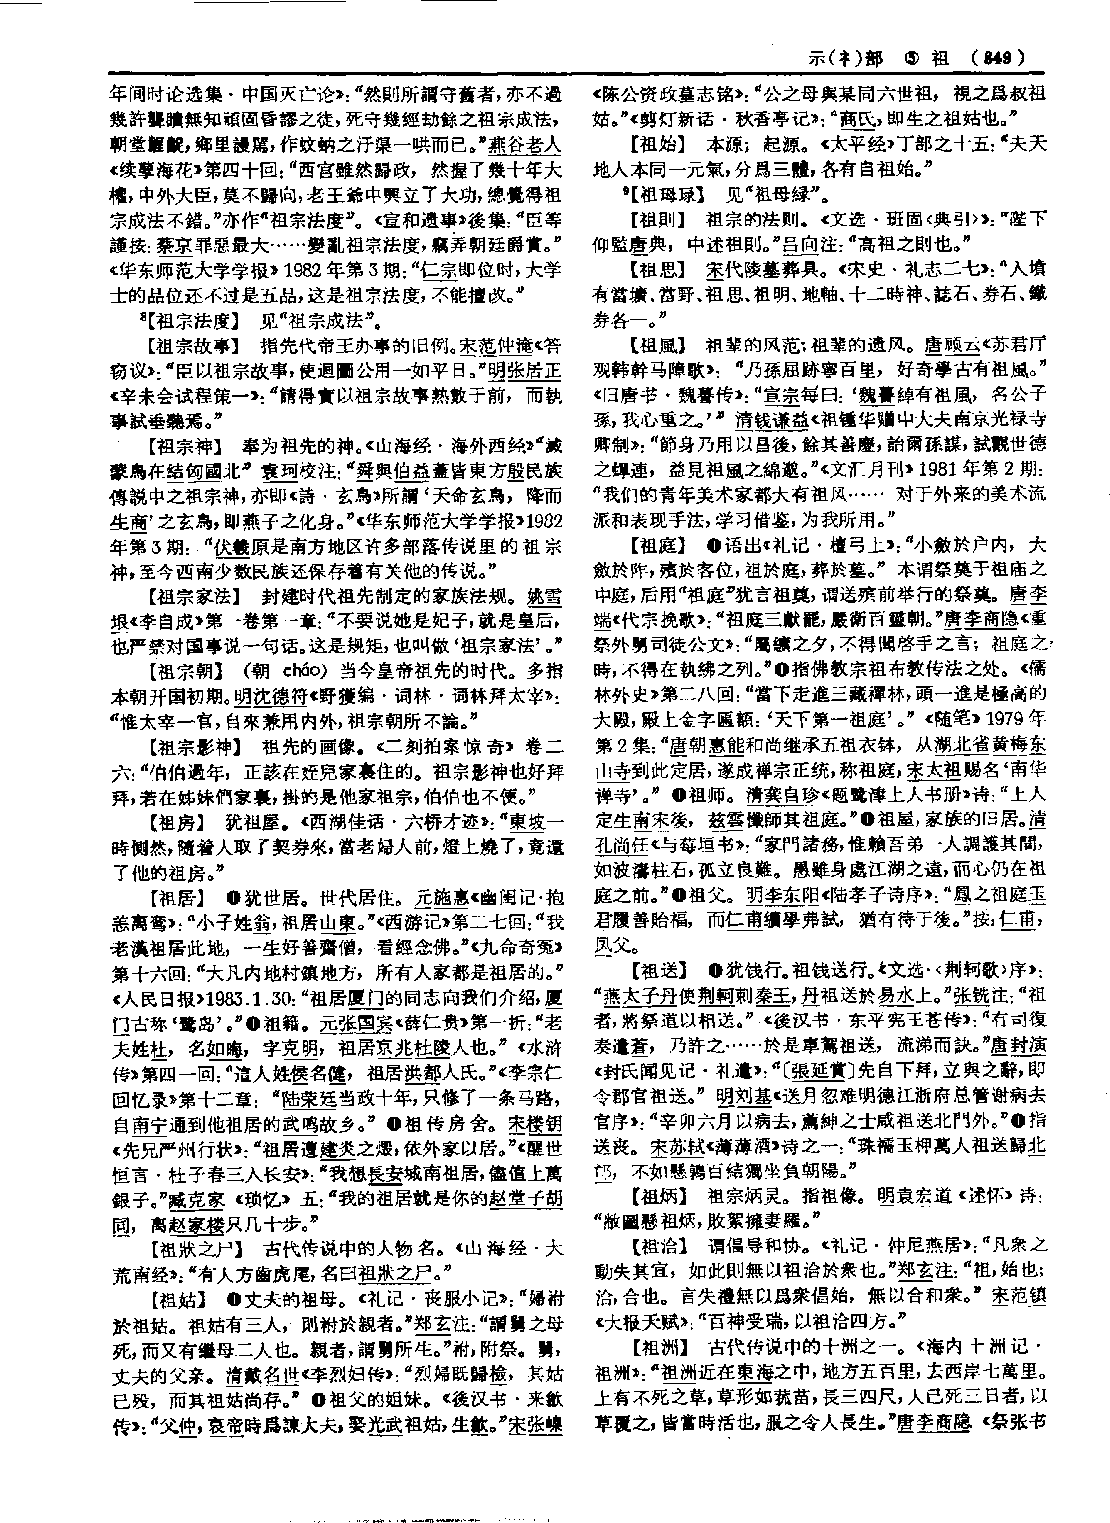 示(礻)部 ⑤ 祖 (849)
年间时论选集·中国灭亡论》：“然則所謂守舊者，亦不過
幾許聾瞶無知頑固昏謬之徒，死守幾經劫餘之祖宗成法，
朝堂齷齪，鄉里謾罵，作蚊蚋之汙渠一哄而已。”燕谷老人
《续孽海花》第四十回：“西宫雖然歸政，然握了幾十年大
權，中外大臣，莫不歸向，老王爺中興立了大功，總覺得祖
宗成法不錯。”亦作“祖宗法度”。《宣和遗事》後集：“臣等
謹按：蔡京罪惡最大……變亂祖宗法度，竊弄朝廷爵賞。”
《华东师范大学学报》1982年第3期：“仁宗即位时，大学
士的品位还不过是五品，这是祖宗法度，不能擅改。”
⁸【祖宗法度】 见“祖宗成法”。
【祖宗故事】 指先代帝王办事的旧例。宋范仲淹《答
窃议》：“臣以祖宗故事，使迴圖公用一如平日。”明张居正
《辛未会试程策一》：“請得實以祖宗故事熟數于前，而執
事試垂聽焉。”
【祖宗神】 奉为祖先的神。《山海经·海外西经》“滅
蒙鳥在結匈國北” 袁珂校注：“舜與伯益蓋皆東方殷民族
傳説中之祖宗神，亦即《詩·玄鳥》所謂‘天命玄鳥，降而
生商’之玄鳥，即燕子之化身。”《华东师范大学学报》1982
年第3期：“伏羲原是南方地区许多部落传说里的祖宗
神，至今西南少数民族还保存着有关他的传说。”
【祖宗家法】 封建时代祖先制定的家族法规。姚雪
垠《李自成》第一卷第一章：“不要说她是妃子，就是皇后，
也严禁对国事说一句话。这是规矩，也叫做‘祖宗家法’。”
【祖宗朝】 （朝 cháo）当今皇帝祖先的时代。多指
本朝开国初期。明沈德符《野獲编·词林·词林拜太宰》：
“惟太宰一官，自來兼用内外，祖宗朝所不論。”
【祖宗影神】 祖先的画像。《二刻拍案惊奇》卷二
六：“伯伯過年，正該在姪兒家裏住的。祖宗影神也好拜
拜，若在姊妹們家裏，掛的是他家祖宗，伯伯也不便。”
【祖房】 犹祖屋。《西湖佳话·六桥才迹》：“東坡一
時惻然，隨着人取了契券來，當老婦人前，燈上燒了，竟還
了他的祖房。”
【祖居】 ❶犹世居。世代居住。元施惠《幽闺记·抱
恙离鸾》：“小子姓翁，祖居山東。”《西游记》第二七回：“我
老漢祖居此地，一生好善齋僧，看經念佛。”《九命奇冤》
第十六回：“大凡内地村鎮地方，所有人家都是祖居的。”
《人民日报》1983.1.30：“祖居厦门的同志向我们介绍，厦
门古称‘鹭岛’。”❷祖籍。元张国宾《薛仁贵》第一折：“老
夫姓杜，名如晦，字克明，祖居京兆杜陵人也。”《水浒
传》第四一回：“這人姓侯名健，祖居洪都人氏。”《李宗仁
回忆录》第十二章：“陆荣廷当政十年，只修了一条马路，
自南宁通到他祖居的武鸣故乡。”❸祖传房舍。宋楼钥
《先兄严州行状》：“祖居遭建炎之燬，依外家以居。”《醒世
恒言·杜子春三入长安》：“我想長安城南祖居，儘值上萬
銀子。”臧克家《琐忆》五：“我的祖居就是你的赵堂子胡
同，离赵家楼只几十步。”
【祖狀之尸】 古代传说中的人物名。《山海经·大
荒南经》：“有人方齒虎尾，名曰祖狀之尸。”
【祖姑】 ❶丈夫的祖母。《礼记·丧服小记》：“婦祔
於祖姑。祖姑有三人，則祔於親者。”郑玄注：“謂舅之母
死，而又有繼母二人也。親者，謂舅所生。”祔，附祭。舅，
丈夫的父亲。清戴名世《李烈妇传》：“烈婦既歸檢，其姑
已殁，而其祖姑尚存。”❷祖父的姐妹。《後汉书·来歙
传》：“父仲，哀帝時爲諫大夫，娶光武祖姑，生歙。”宋张嵲
《陈公资政墓志铭》：“公之母與某同六世祖，視之爲叔祖
姑。”《剪灯新话·秋香亭记》：“商氏，即生之祖姑也。”
【祖始】 本源；起源。《太平经》丁部之十五：“夫天
地人本同一元氣，分爲三體，各有自祖始。”
⁹【祖母碌】 见“祖母緑”。
【祖則】 祖宗的法则。《文选·班固〈典引〉》：“陛下
仰監唐典，中述祖則。”吕向注：“高祖之則也。”
【祖思】 宋代陵墓葬具。《宋史·礼志二七》：“入墳
有當壙、當野、祖思、祖明、地軸、十二時神、誌石、券石、鐵
券各一。”
【祖風】 祖辈的风范；祖辈的遗风。唐顾云《苏君厅
观韩幹马障歌》：“乃孫屈跡寧百里，好奇學古有祖風。”
《旧唐书·魏謩传》：“宣宗每曰：‘魏謩綽有祖風，名公子
孫，我心重之。’” 清钱谦益《祖锺华赠中大夫南京光禄寺
卿制》：“節身乃用以昌後，餘其善慶，詒爾孫謀，試觀世德
之蟬連，益見祖風之綿邈。”《文汇月刊》1981年第2期：
“我们的青年美术家都大有祖风……对于外来的美术流
派和表现手法，学习借鉴，为我所用。”
【祖庭】 ❶语出《礼记·檀弓上》：“小斂於户内，大
斂於阼，殯於客位，祖於庭，葬於墓。” 本谓祭奠于祖庙之
中庭，后用“祖庭”犹言祖奠，谓送殡前举行的祭奠。唐李
端《代宗挽歌》：“祖庭三獻罷，嚴衛百靈朝。”唐李商隐《重
祭外舅司徒公文》：“屬纊之夕，不得聞啓手之言；祖庭之
時，不得在執紼之列。”❷指佛教宗祖布教传法之处。《儒
林外史》第二八回：“當下走進三藏禪林，頭一進是極高的
大殿，殿上金字匾額：‘天下第一祖庭’。”《随笔》1979年
第2集：“唐朝惠能和尚继承五祖衣钵，从湖北省黄梅东
山寺到此定居，遂成禅宗正统，称祖庭，宋太祖赐名‘南华
禅寺’。”❸祖师。清龚自珍《题鹭津上人书册》诗：“上人
定生南宋後，茲雲懺師其祖庭。”❹祖屋，家族的旧居。清
孔尚任《与莓垣书》：“家門諸務，惟賴吾弟一人調護其間，
如波濤柱石，孤立良難。愚雖身處江湖之遠，而心仍在祖
庭之前。”❺祖父。明李东阳《陆孝子诗序》：“鳳之祖庭玉
君履善貽福，而仁甫續學弗試，猶有待于後。”按，仁甫，
凤父。
【祖送】 ❶犹饯行。祖饯送行。《文选·〈荆轲歌〉序》：
“燕太子丹使荆軻刺秦王，丹祖送於易水上。”张铣注：“祖
者，將祭道以相送。”《後汉书·东平宪王苍传》：“有司復
奏遣蒼，乃許之……於是車駕祖送，流涕而訣。”唐封演
《封氏闻见记·礼遣》：“〔張延賞〕先自下拜，立與之辭，即
令郡官祖送。” 明刘基《送月忽难明德江浙府总管谢病去
官序》：“辛卯六月以病去，薦紳之士咸祖送北門外。”❷指
送丧。宋苏轼《薄薄酒》诗之一：“珠襦玉柙萬人祖送歸北
邙，不如懸鶉百結獨坐負朝陽。”
【祖炳】 祖宗炳灵。指祖像。明袁宏道《述怀》诗：
“敝圖懸祖炳，敗絮擁妻羅。”
【祖洽】 谓倡导和协。《礼记·仲尼燕居》：“凡衆之
動失其宜，如此則無以祖洽於衆也。”郑玄注：“祖，始也；
洽，合也。言失禮無以爲衆倡始，無以合和衆。”宋范镇
《大报天赋》：“百神受瑞，以祖洽四方。”
【祖洲】 古代传说中的十洲之一。《海内十洲记·
祖洲》：“祖洲近在東海之中，地方五百里，去西岸七萬里。
上有不死之草，草形如菰苗，長三四尺，人已死三日者，以
草覆之，皆當時活也，服之令人長生。”唐李商隐《祭张书